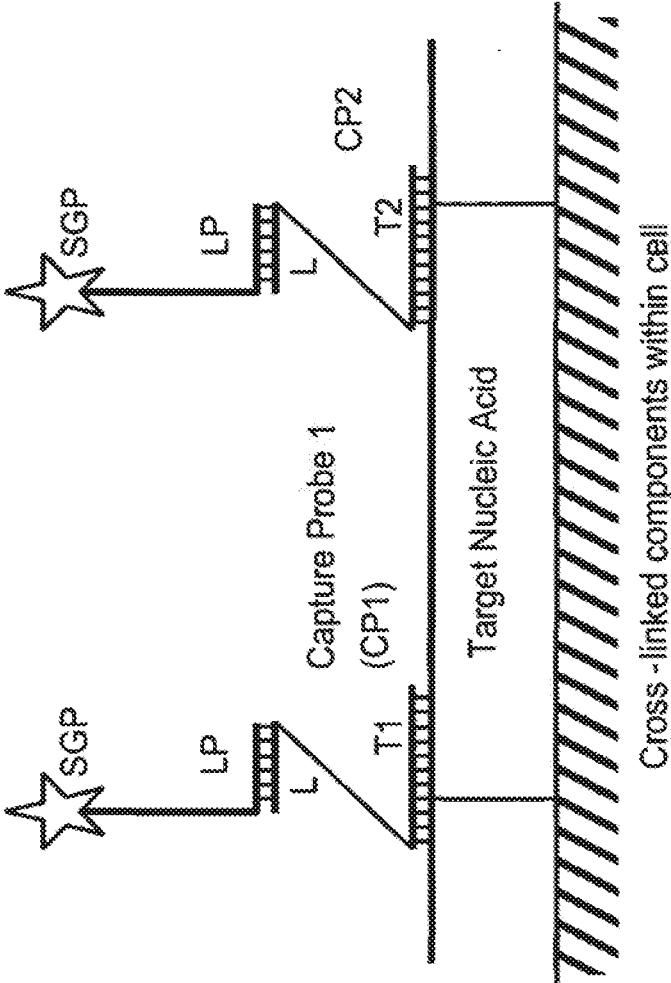 SGP
SGP
LP
LP
L
L
Capture Probe 1
(CP1)
CP2
T1
T2
Target Nucleic Acid
Cross -linked components within cell